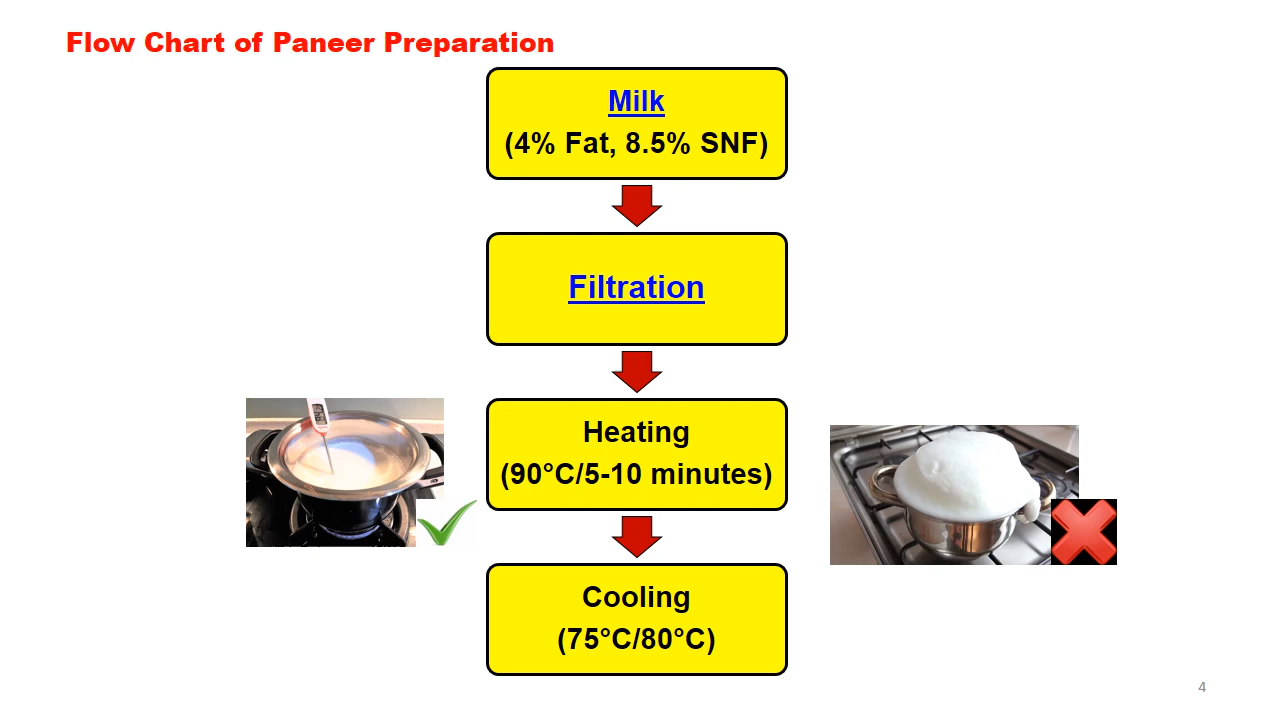 Flow Chart of Paneer Preparation
Milk
(4% Fat, 8.5% SNF)
Filtration
Heating
(90°C/5-10 minutes)
Cooling
(75°C/80°C)
4